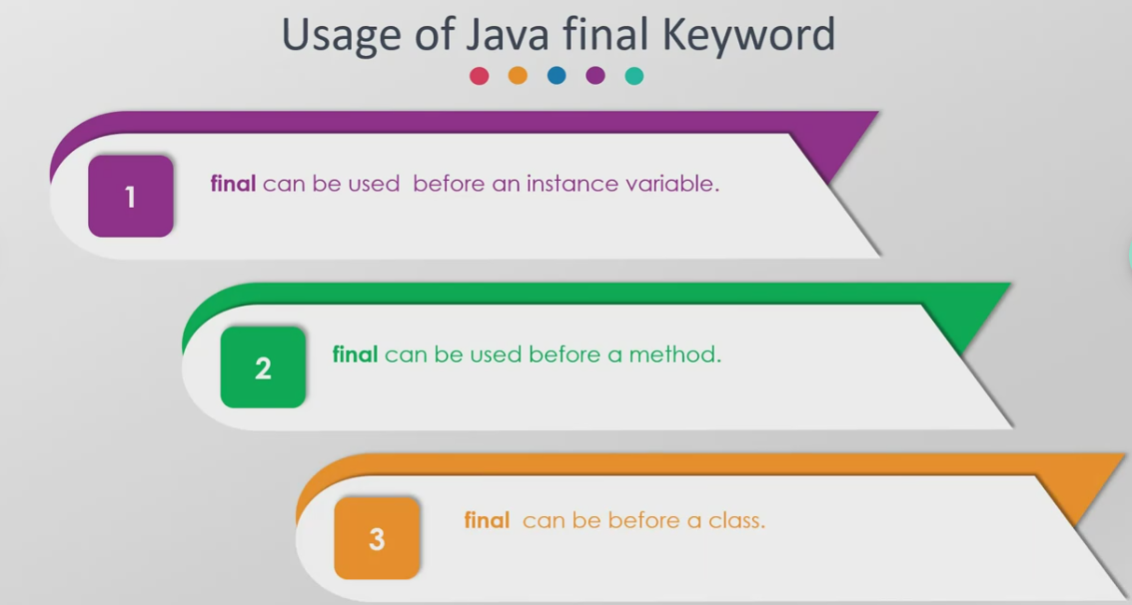 Usage of Java final Keyword
1
final can be used before an instance variable.
2
final can be used before a method.
3
final can be before a class.